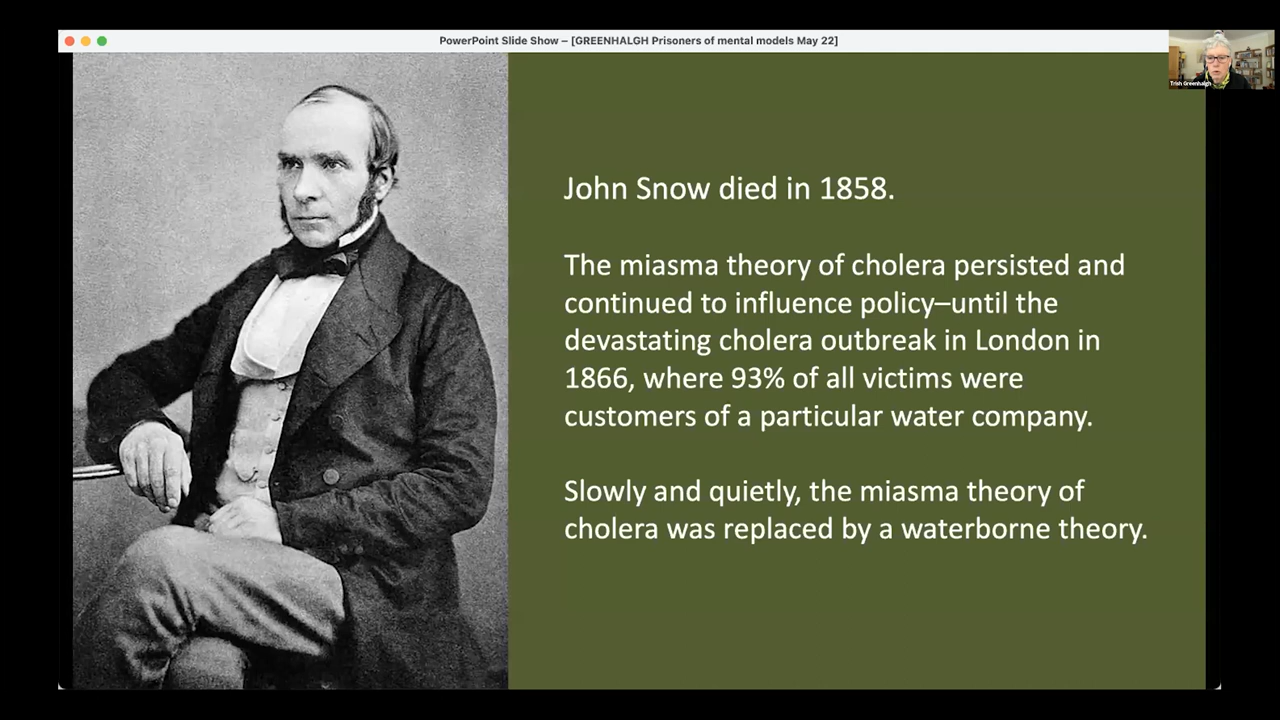 PowerPoint Slide Show – [GREENHALGH Prisoners of mental models May 22]
Trish Greenhalgh
John Snow died in 1858.
The miasma theory of cholera persisted and
continued to influence policy–until the
devastating cholera outbreak in London in
1866, where 93% of all victims were
customers of a particular water company.
Slowly and quietly, the miasma theory of
cholera was replaced by a waterborne theory.